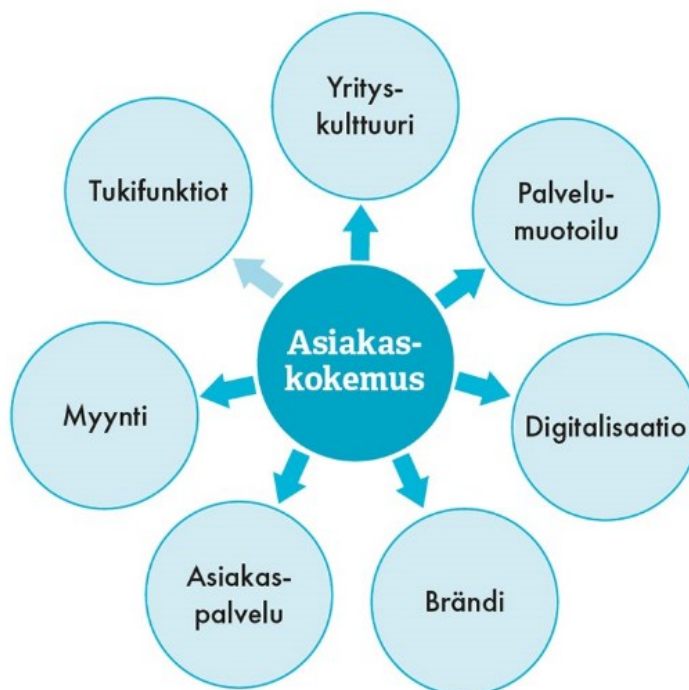 Yritys-
kulttuuri
Palvelu-
muotoilu
Digitalisaatio
Brändi
Asiakas-
palvelu
Myynti
Tukifunktiot
Asiakas-
kokemus